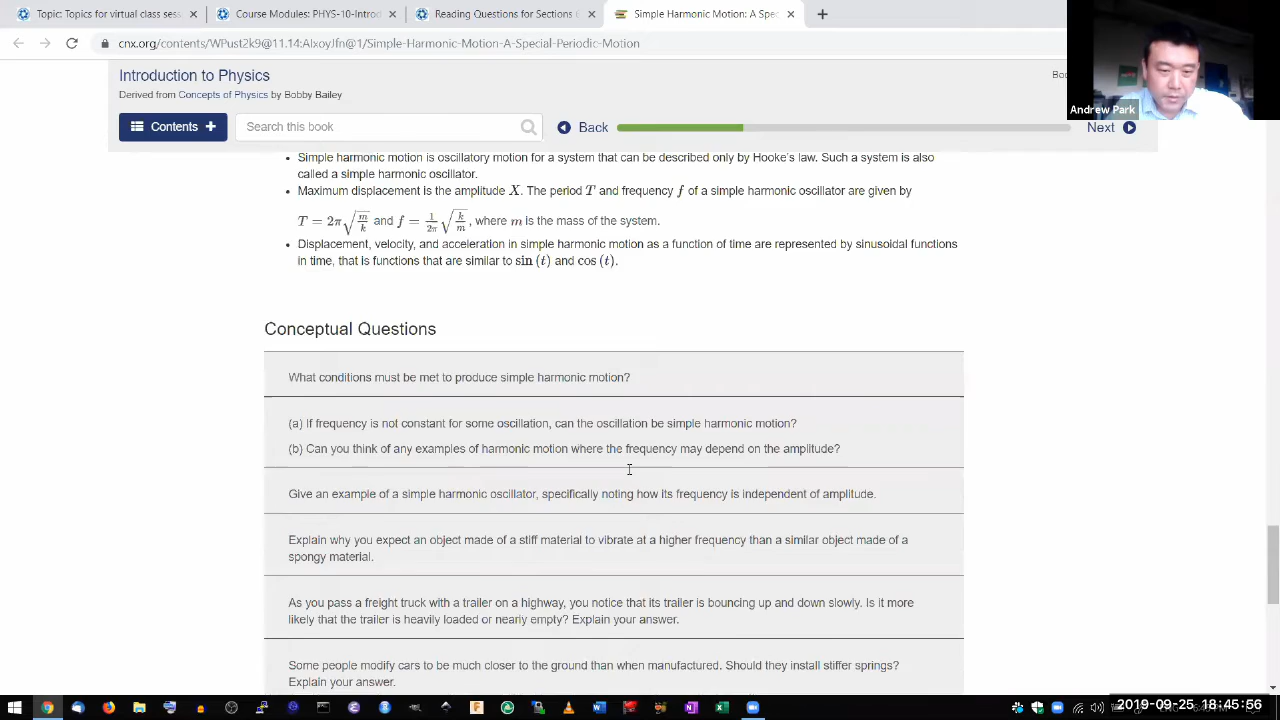 Topic: Topics for virtual class sess
Course Modules: PHYS-10-Introd
Reading Questions for Sections
Simple Harmonic Motion: A Spec
cnx.org/contents/WPust2k9@11.14:AlxoyJfn@1/Simple-Harmonic-Motion-A-Special-Periodic-Motion
Introduction to Physics
Derived from Concepts of Physics by Bobby Bailey
Andrew Park
Contents +
Search this book
Back
Next
• Simple harmonic motion is oscillatory motion for a system that can be described only by Hooke's law. Such a system is also
called a simple harmonic oscillator.
• Maximum displacement is the amplitude X. The period T and frequency f of a simple harmonic oscillator are given by
T = 2π√(m/k) and f = 1/(2π) √(k/m), where m is the mass of the system.
• Displacement, velocity, and acceleration in simple harmonic motion as a function of time are represented by sinusoidal functions
in time, that is functions that are similar to sin (t) and cos (t).
Conceptual Questions
What conditions must be met to produce simple harmonic motion?
(a) If frequency is not constant for some oscillation, can the oscillation be simple harmonic motion?
(b) Can you think of any examples of harmonic motion where the frequency may depend on the amplitude?
Give an example of a simple harmonic oscillator, specifically noting how its frequency is independent of amplitude.
Explain why you expect an object made of a stiff material to vibrate at a higher frequency than a similar object made of a
spongy material.
As you pass a freight truck with a trailer on a highway, you notice that its trailer is bouncing up and down slowly. Is it more
likely that the trailer is heavily loaded or nearly empty? Explain your answer.
Some people modify cars to be much closer to the ground than when manufactured. Should they install stiffer springs?
Explain your answer.
2019-09-25 18:45:56